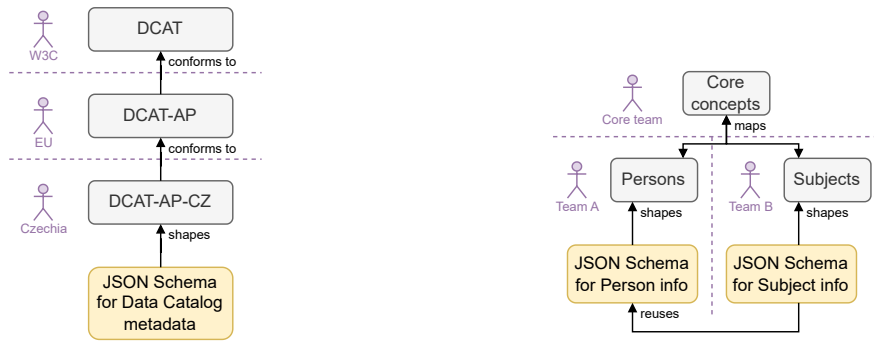 DCAT
W3C
conforms to
DCAT-AP
EU
conforms to
DCAT-AP-CZ
Czechia
shapes
JSON Schema
for Data Catalog
metadata
Core
concepts
Core team
maps
Persons
Subjects
Team A
Team B
shapes
shapes
JSON Schema
for Person info
JSON Schema
for Subject info
reuses